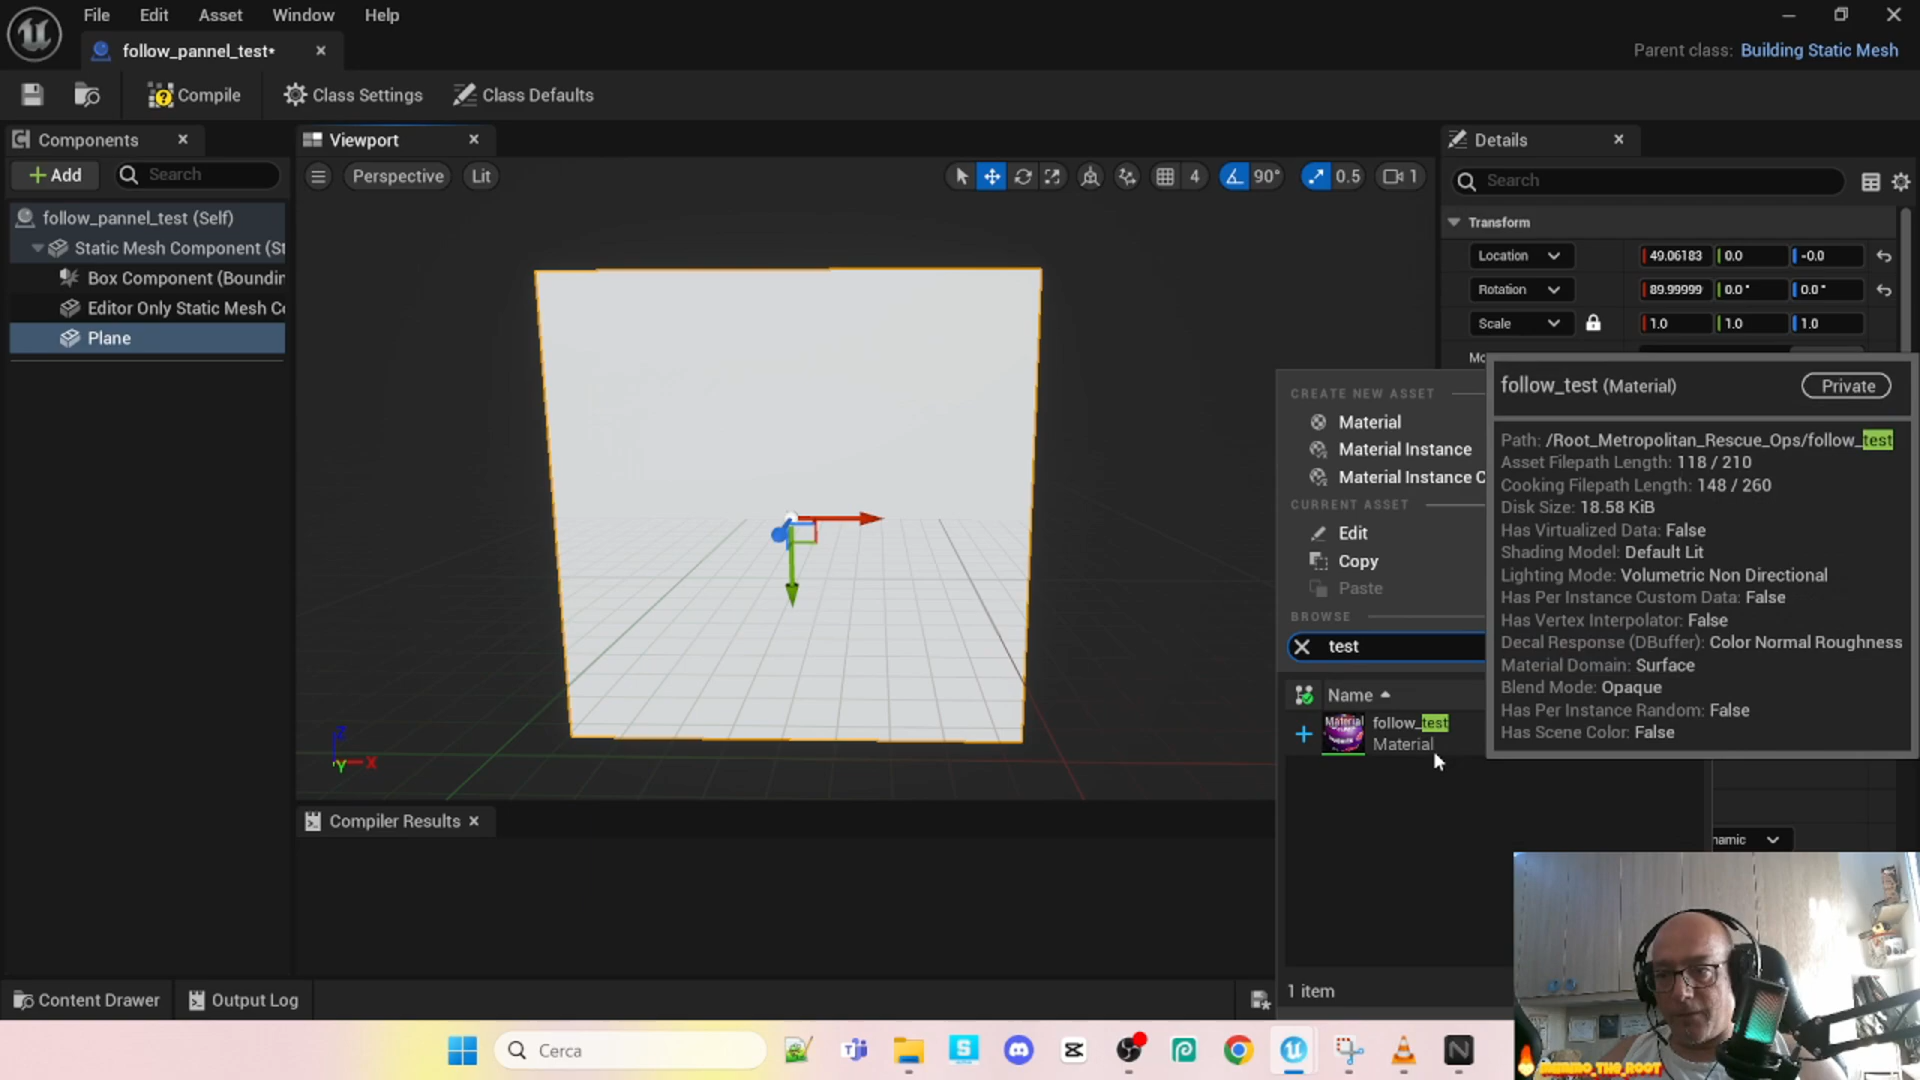 File Edit Asset Window Help
follow_pannel_test•
Parent class: Building Static Mesh
Compile Class Settings Class Defaults
Components Viewport Details
Add Search
Perspective Lit 4 90° 0.5 1
Search
follow_pannel_test (Self)
Static Mesh Component (St
Box Component (Boundin
Editor Only Static Mesh Co
Plane
Transform
Location 49.06183 0.0 -0.0
Rotation 89.99999 0.0 ° 0.0 °
Scale 1.0 1.0 1.0
CREATE NEW ASSET
Material
Material Instance
Material Instance C
CURRENT ASSET
Edit
Copy
Paste
BROWSE
test
Name
follow_test
Material
1 item
follow_test (Material) Private
Path: /Root_Metropolitan_Rescue_Ops/follow_test
Asset Filepath Length: 118 / 210
Cooking Filepath Length: 148 / 260
Disk Size: 18.58 KiB
Has Virtualized Data: False
Shading Model: Default Lit
Lighting Mode: Volumetric Non Directional
Has Per Instance Custom Data: False
Has Vertex Interpolator: False
Decal Response (DBuffer): Color Normal Roughness
Material Domain: Surface
Blend Mode: Opaque
Has Per Instance Random: False
Has Scene Color: False
namic
Z
X
Y
Compiler Results
Content Drawer Output Log
Cerca